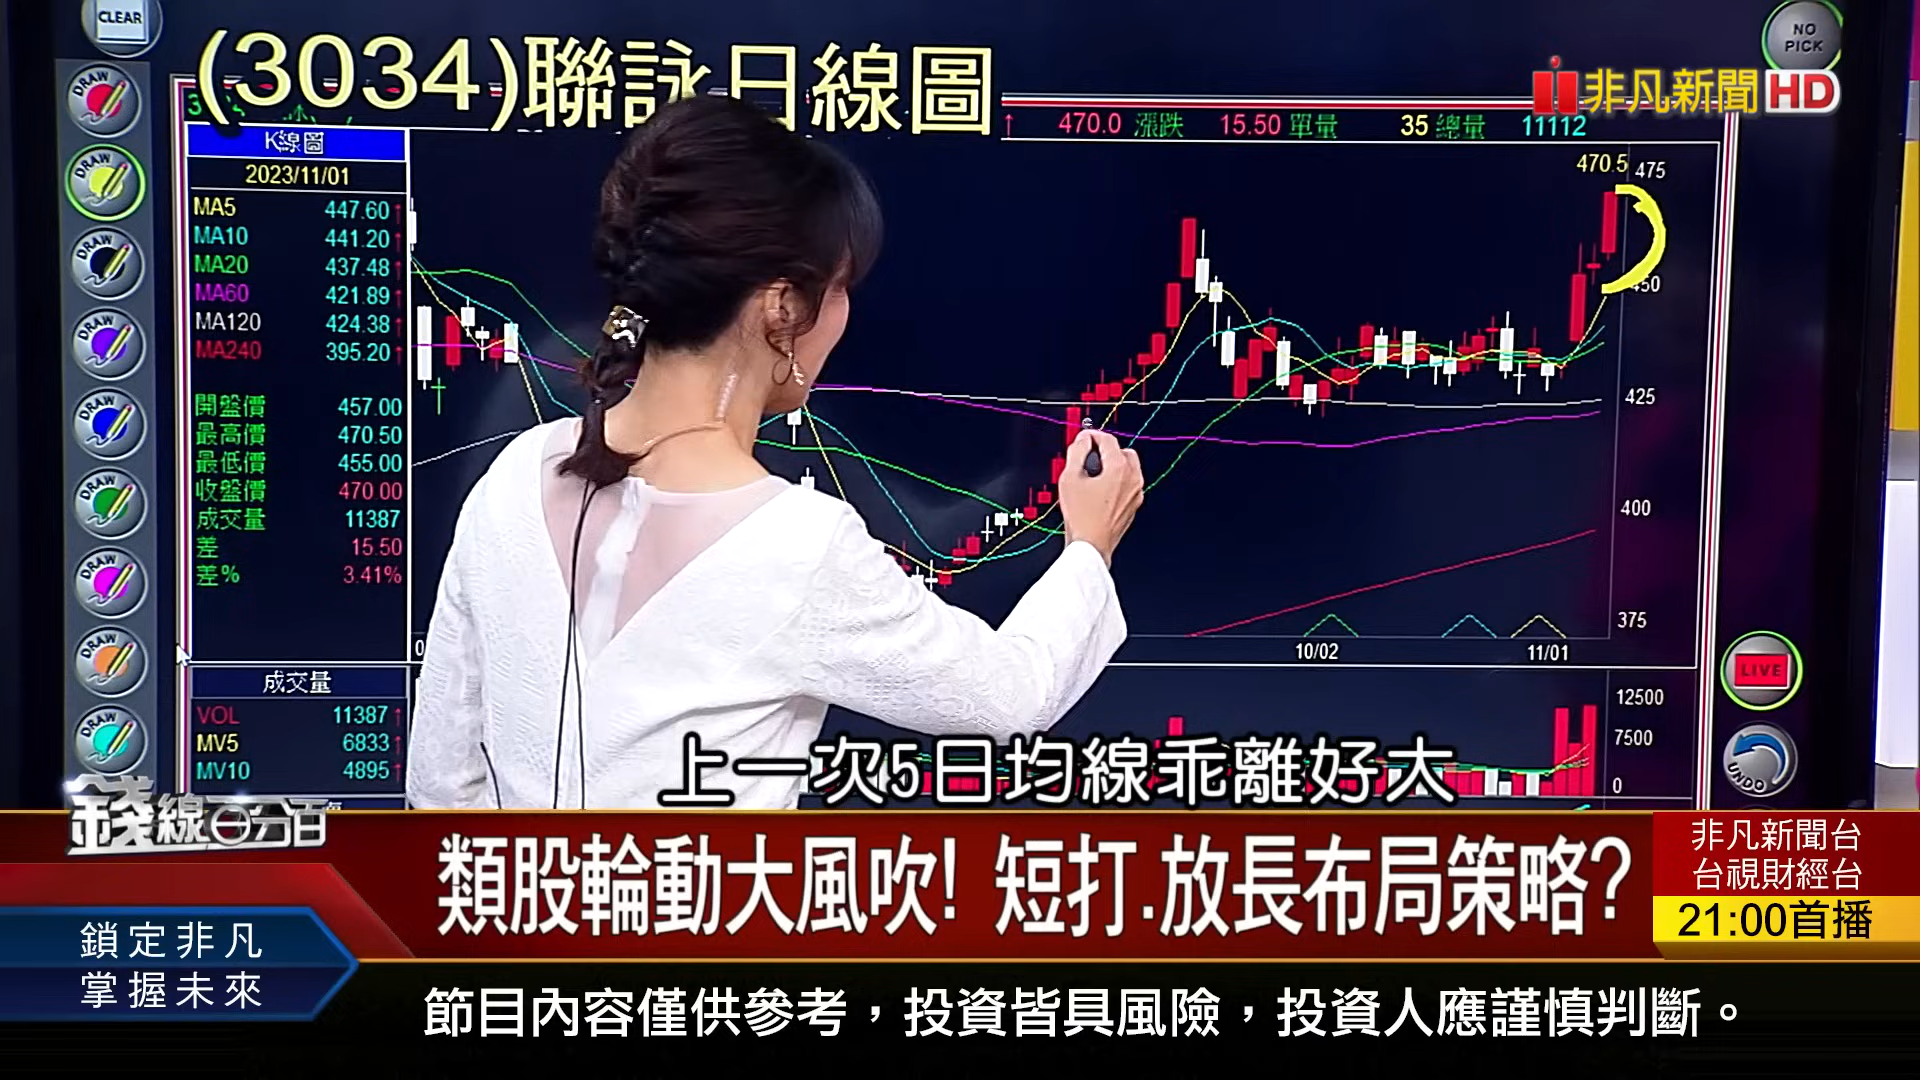 CLEAR
(3034)聯詠日線圖
NO PICK
非凡新聞HD
470.0 漲跌 15.50 單量 35 總量 11112
K線圖
2023/11/01
MA5 447.60↑
MA10 441.20↑
MA20 437.48↑
MA60 421.89↑
MA120 424.38↑
MA240 395.20↑
開盤價 457.00
最高價 470.50
最低價 455.00
收盤價 470.00
成交量 11387
差 15.50
差% 3.41%
470.5
475
450
425
400
375
10/02 11/01
成交量
VOL 11387↑
MV5 6833↑
MV10 4895↑
12500
7500
0
DRAW
DRAW
DRAW
DRAW
DRAW
DRAW
DRAW
DRAW
DRAW
LIVE
UNDO
上一次5日均線乖離好大
錢線百分百
類股輪動大風吹! 短打.放長布局策略?
非凡新聞台
台視財經台
21:00首播
鎖定非凡
掌握未來
節目內容僅供參考，投資皆具風險，投資人應謹慎判斷。